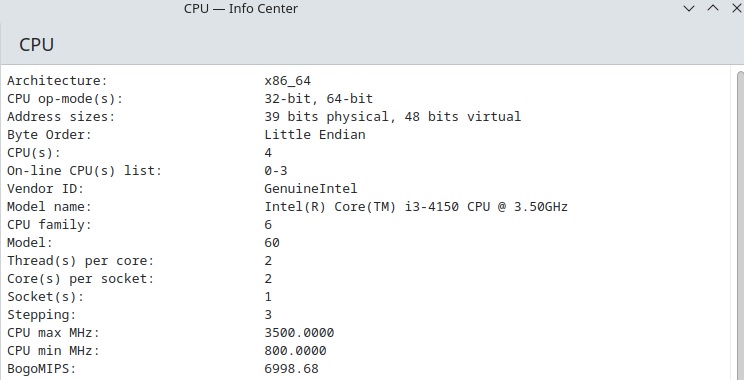 CPU — Info Center
CPU
Architecture: x86_64
CPU op-mode(s): 32-bit, 64-bit
Address sizes: 39 bits physical, 48 bits virtual
Byte Order: Little Endian
CPU(s): 4
On-line CPU(s) list: 0-3
Vendor ID: GenuineIntel
Model name: Intel(R) Core(TM) i3-4150 CPU @ 3.50GHz
CPU family: 6
Model: 60
Thread(s) per core: 2
Core(s) per socket: 2
Socket(s): 1
Stepping: 3
CPU max MHz: 3500.0000
CPU min MHz: 800.0000
BogoMIPS: 6998.68